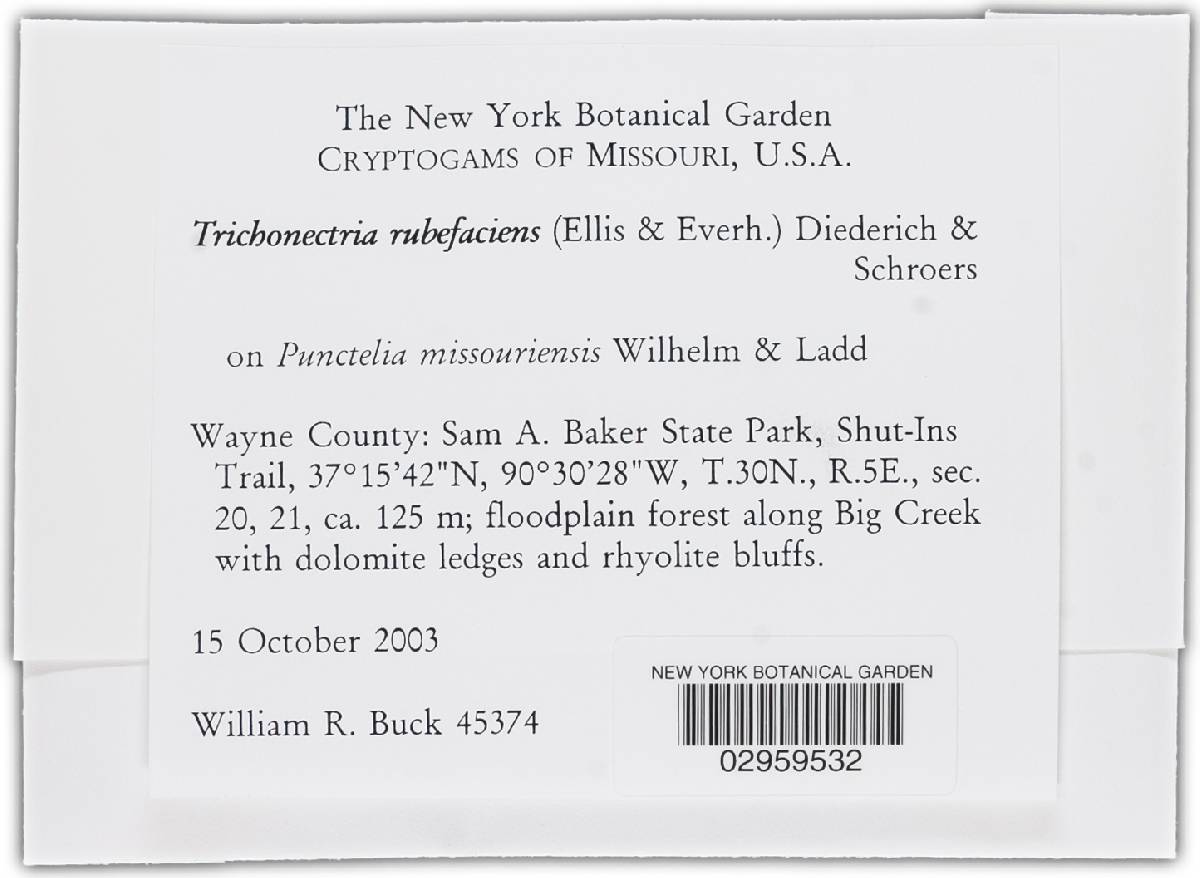 The New York Botanical Garden
CRYPTOGAMS OF MISSOURI, U.S.A.
Trichonectria rubefaciens (Ellis & Everh.) Diederich &
Schroers
on Punctelia missouriensis Wilhelm & Ladd
Wayne County: Sam A. Baker State Park, Shut-Ins
Trail, 37°15'42"N, 90°30'28"W, T.30N., R.5E., sec.
20, 21, ca. 125 m; floodplain forest along Big Creek
with dolomite ledges and rhyolite bluffs.
15 October 2003
William R. Buck 45374
NEW YORK BOTANICAL GARDEN
02959532